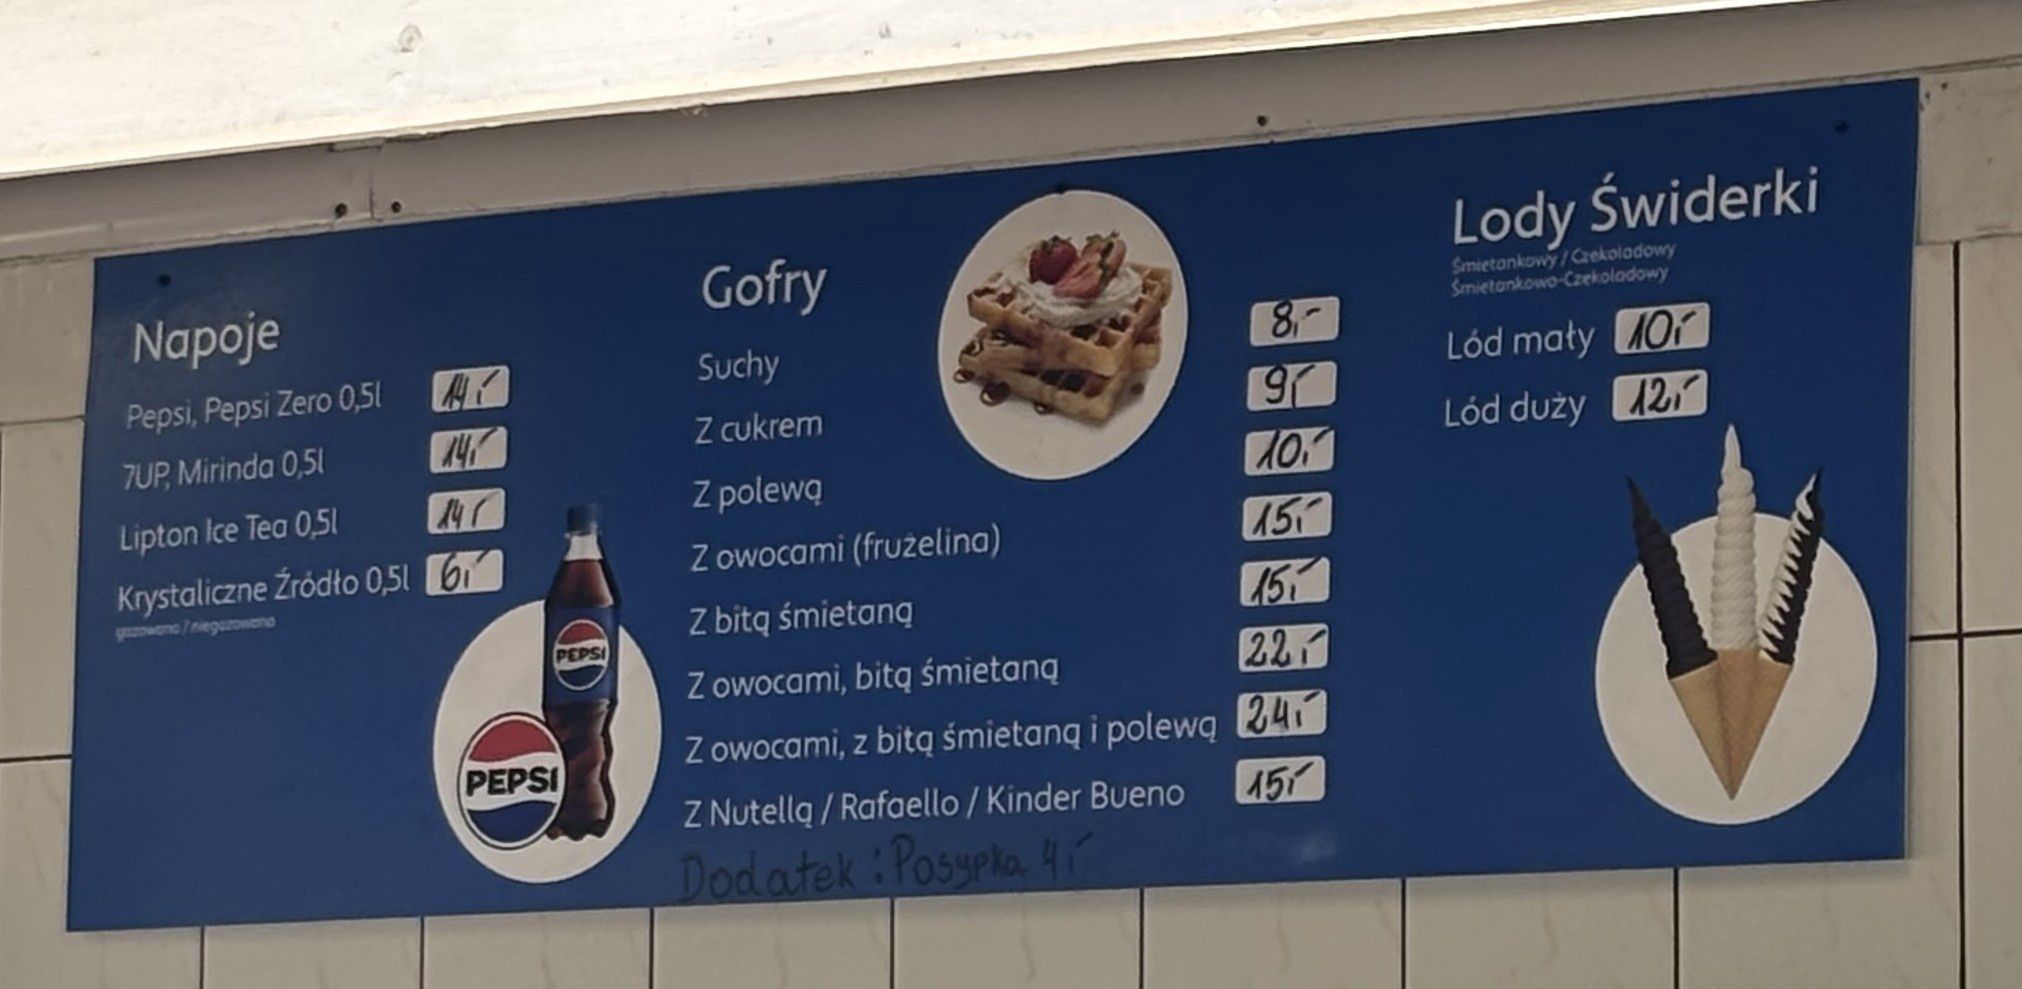 Napoje
Pepsi, Pepsi Zero 0,5l 14,-
7UP, Mirinda 0,5l 14,-
Lipton Ice Tea 0,5l 14,-
Krystaliczne Źródło 0,5l 6,-
gazowana / niegazowana
PEPSI
PEPSI
Gofry
Suchy 8,-
Z cukrem 9,-
Z polewą 10,-
Z owocami (frużelina) 15,-
Z bitą śmietaną 15,-
Z owocami, bitą śmietaną 22,-
Z owocami, z bitą śmietaną i polewą 24,-
Z Nutellą / Rafaello / Kinder Bueno 15,-
Dodatek : Posypka 4,-
Lody Świderki
Śmietankowy / Czekoladowy
Śmietankowo-Czekoladowy
Lód mały 10,-
Lód duży 12,-